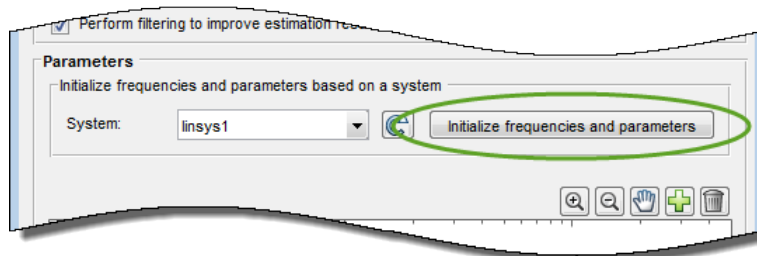 Perform filtering to improve estimation
Parameters
Initialize frequencies and parameters based on a system
System:
linsys1
Initialize frequencies and parameters